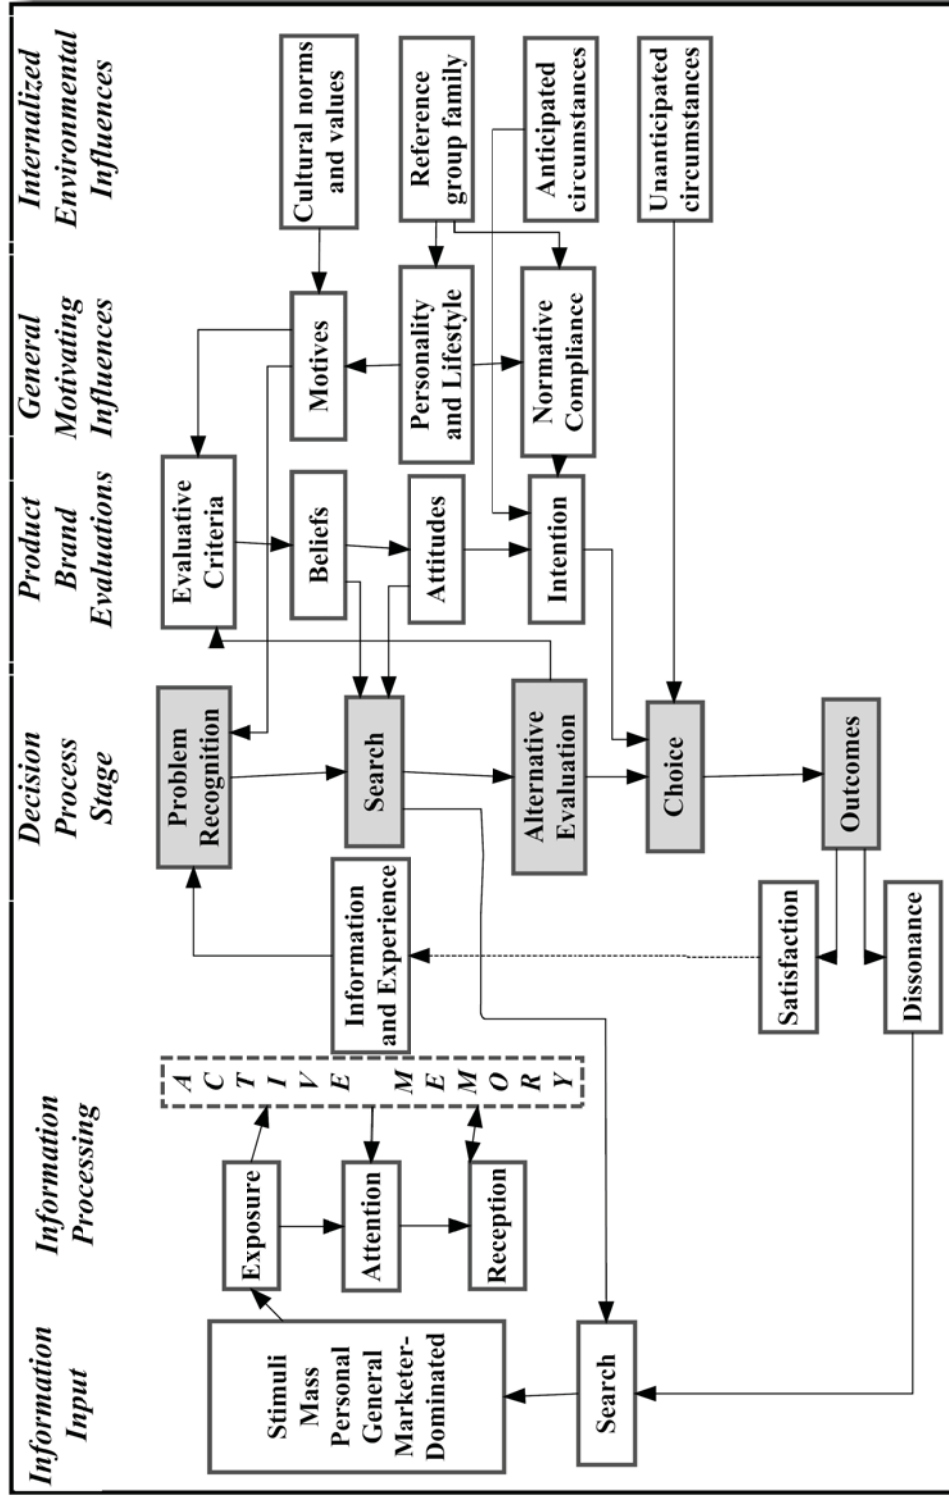 Information
Input
Information
Processing
Decision
Process
Stage
Product
Brand
Evaluations
General
Motivating
Influences
Internalized
Environmental
Influences
Stimuli
Mass
Personal
General
Marketer-
Dominated
Search
Exposure
Attention
Reception
A
C
T
I
V
E
M
E
M
O
R
Y
Information
and Experience
Satisfaction
Dissonance
Problem
Recognition
Search
Alternative
Evaluation
Choice
Outcomes
Evaluative
Criteria
Beliefs
Attitudes
Intention
Motives
Personality
and Lifestyle
Normative
Compliance
Cultural norms
and values
Reference
group family
Anticipated
circumstances
Unanticipated
circumstances